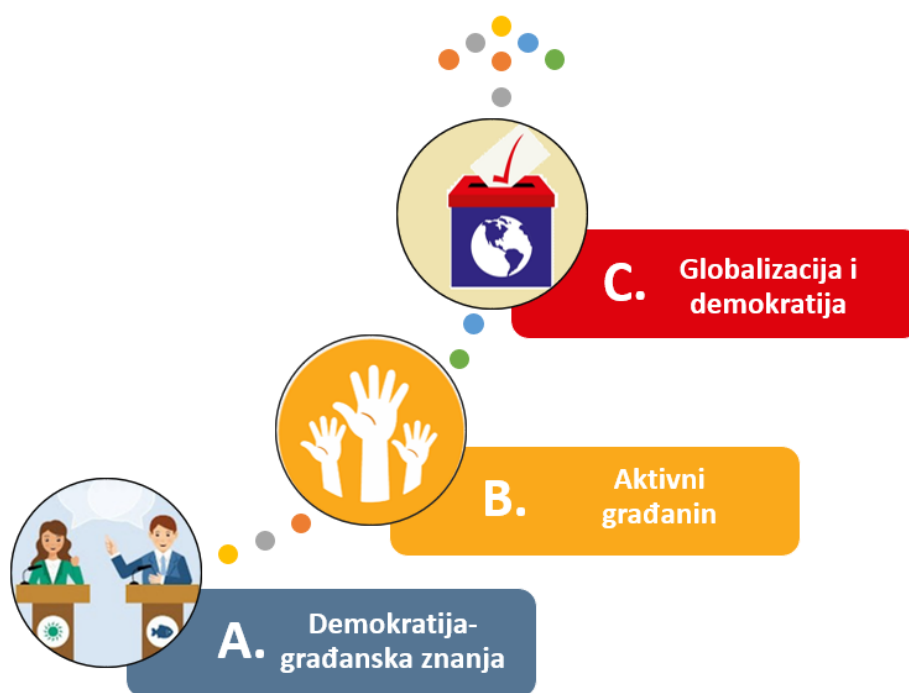 C. Globalizacija i
demokratija
B. Aktivni
građanin
A. Demokratija-
građanska znanja